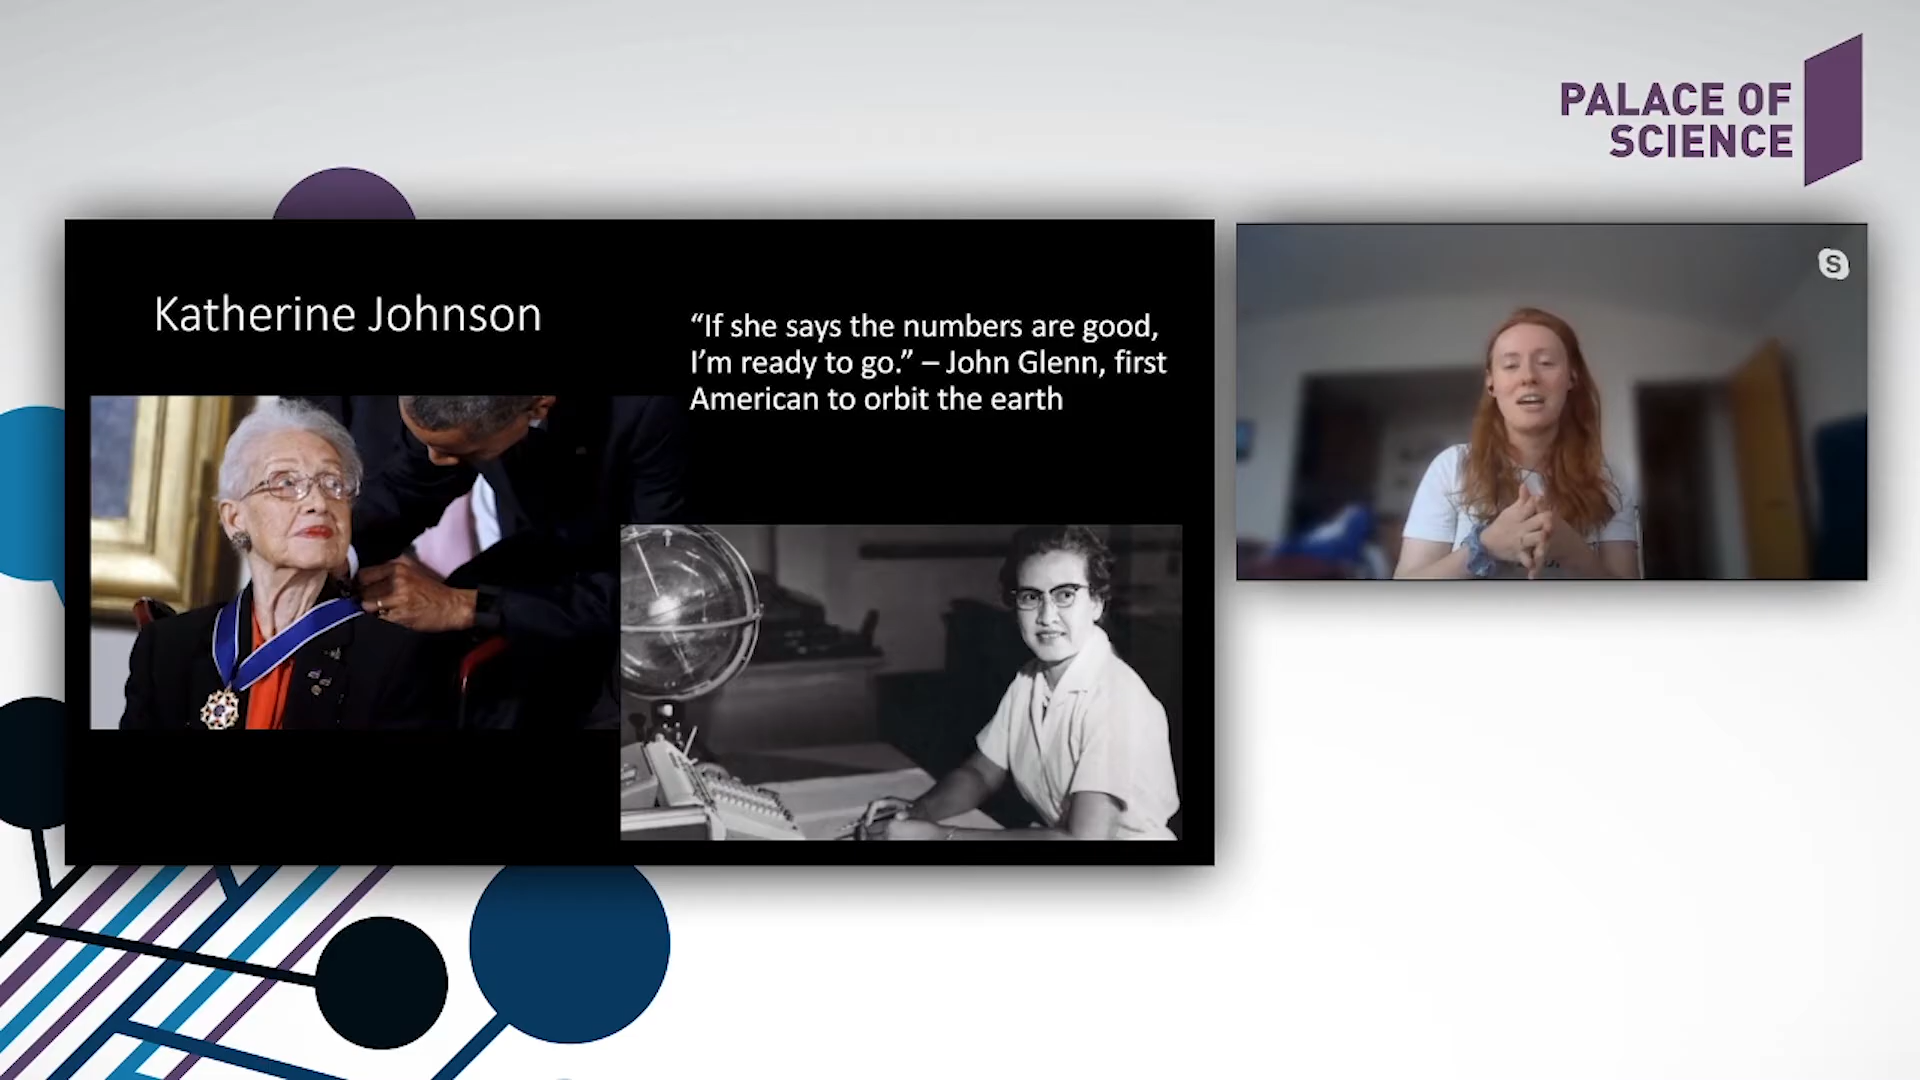 PALACE OF
SCIENCE
Katherine Johnson
“If she says the numbers are good,
I’m ready to go.” – John Glenn, first
American to orbit the earth
S